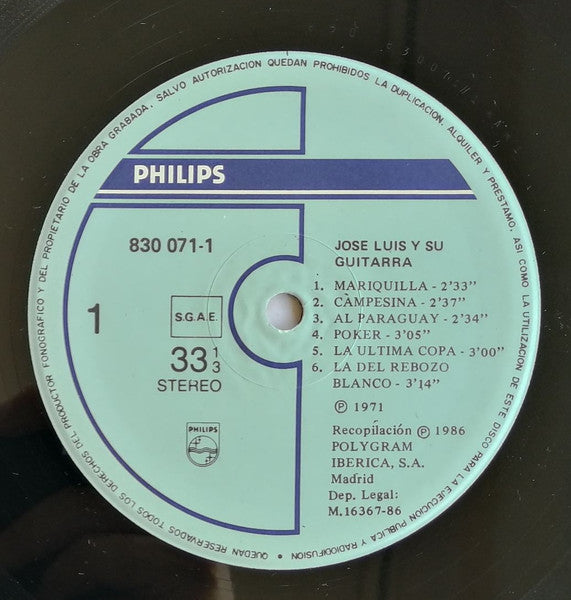 QUEDAN RESERVADOS TODOS LOS DERECHOS DEL PRODUCTOR FONOGRAFICO Y DEL PROPIETARIO DE LA OBRA GRABADA. SALVO AUTORIZACION QUEDAN PROHIBIDOS LA DUPLICACION, ALQUILER Y PRESTAMO, ASI COMO LA UTILIZACION DE ESTE DISCO PARA LA EJECUCION PUBLICA Y RADIODIFUSION •
PHILIPS
830 071-1
1
S.G.A.E.
33 1/3
STEREO
PHILIPS
JOSE LUIS Y SU
GUITARRA
1. MARIQUILLA - 2'33"
2. CAMPESINA - 2'37"
3. AL PARAGUAY - 2'34"
4. POKER - 3'05"
5. LA ULTIMA COPA - 3'00"
6. LA DEL REBOZO
BLANCO - 3'14"
℗ 1971
Recopilación ℗ 1986
POLYGRAM
IBERICA, S.A.
Madrid
Dep. Legal:
M.16367-86